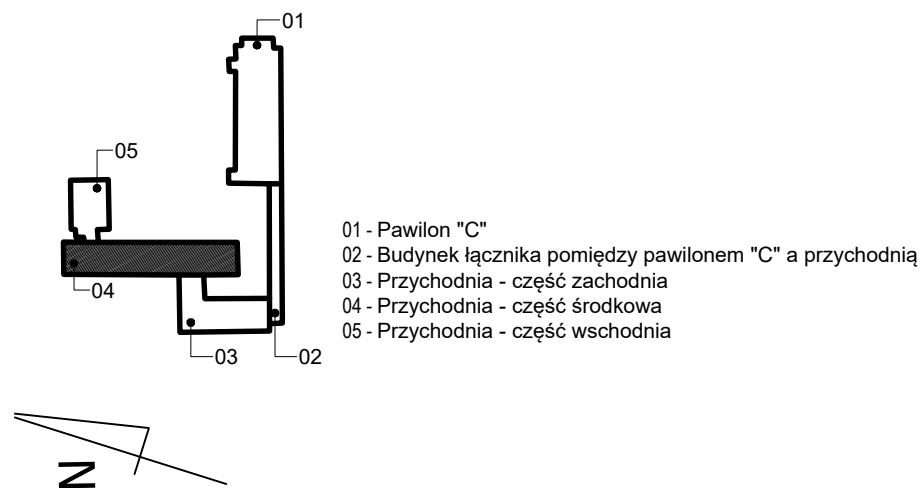 01
05
04
03
02
01 - Pawilon "C"
02 - Budynek łącznika pomiędzy pawilonem "C" a przychodnią
03 - Przychodnia - część zachodnia
04 - Przychodnia - część środkowa
05 - Przychodnia - część wschodnia
N